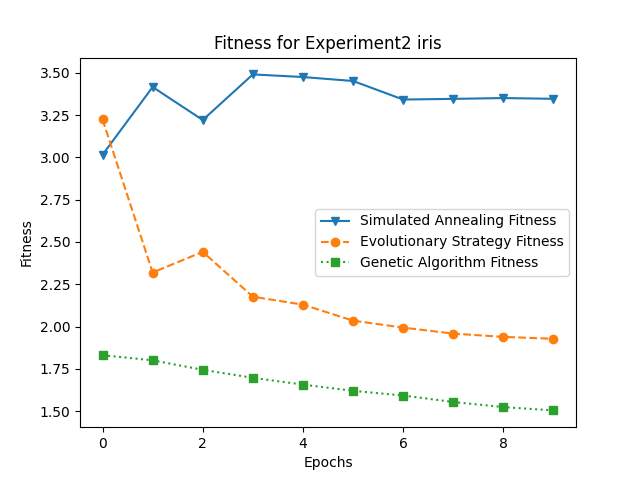 Fitness for Experiment2 iris
3.50
3.25
3.00
2.75
2.50
2.25
2.00
1.75
1.50
Fitness
Simulated Annealing Fitness
Evolutionary Strategy Fitness
Genetic Algorithm Fitness
0 2 4 6 8
Epochs